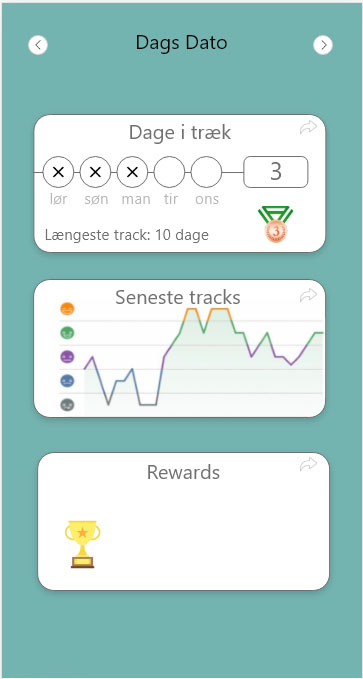 Dags Dato
Dage i træk
3
lør søn man tir ons
Længeste track: 10 dage
3
Seneste tracks
Rewards